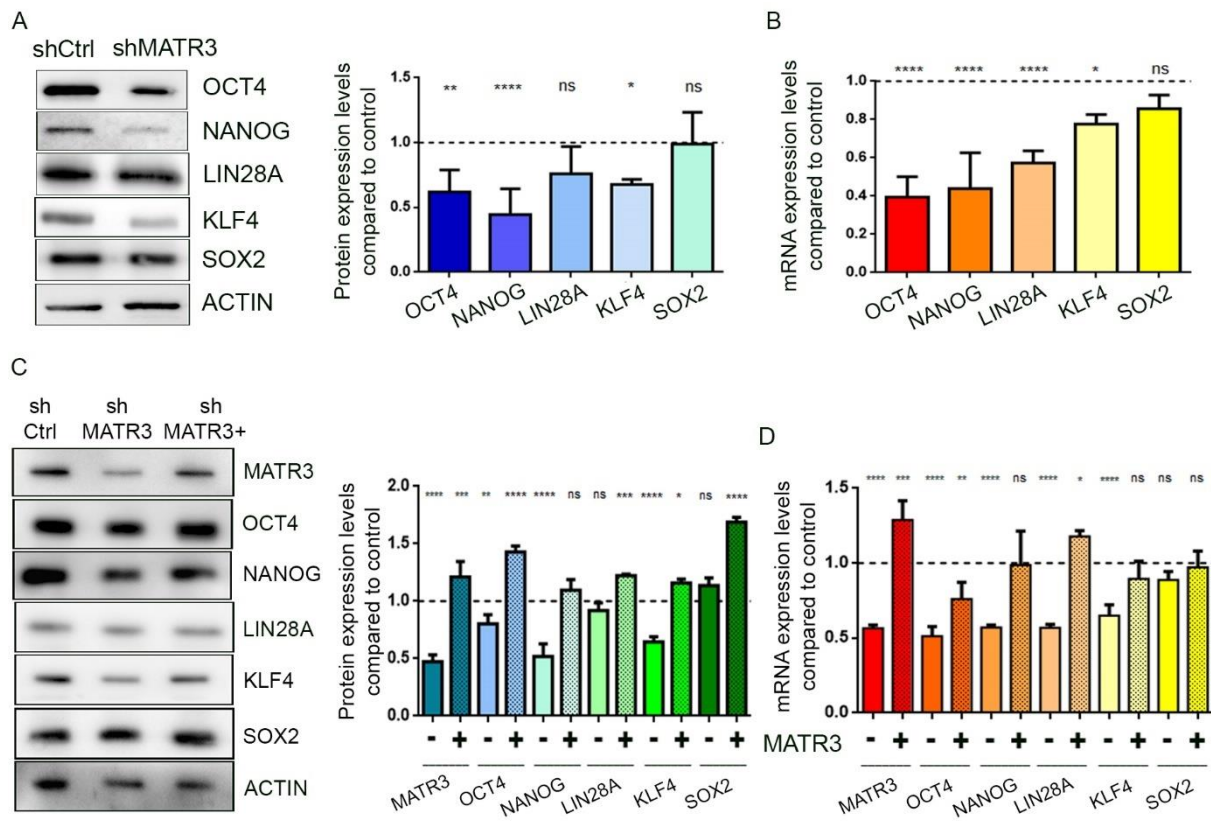 A
shCtrl shMATR3
OCT4
NANOG
LIN28A
KLF4
SOX2
ACTIN
Protein expression levels
compared to control
1.5
1.0
0.5
0.0
** **** ns * ns
OCT4 NANOG LIN28A KLF4 SOX2
B
mRNA expression levels
compared to control
1.0
0.8
0.6
0.4
0.2
0.0
**** **** **** * ns
OCT4 NANOG LIN28A KLF4 SOX2
C
sh sh sh
Ctrl MATR3 MATR3+
MATR3
OCT4
NANOG
LIN28A
KLF4
SOX2
ACTIN
Protein expression levels
compared to control
2.0
1.5
1.0
0.5
0.0
**** *** ** **** **** ns ns *** **** * ns ****
- + - + - + - + - + - +
MATR3 OCT4 NANOG LIN28A KLF4 SOX2
D
mRNA expression levels
compared to control
1.5
1.0
0.5
0.0
**** *** **** ** **** ns **** * **** ns ns ns
MATR3 - + - + - + - + - + - +
MATR3 OCT4 NANOG LIN28A KLF4 SOX2